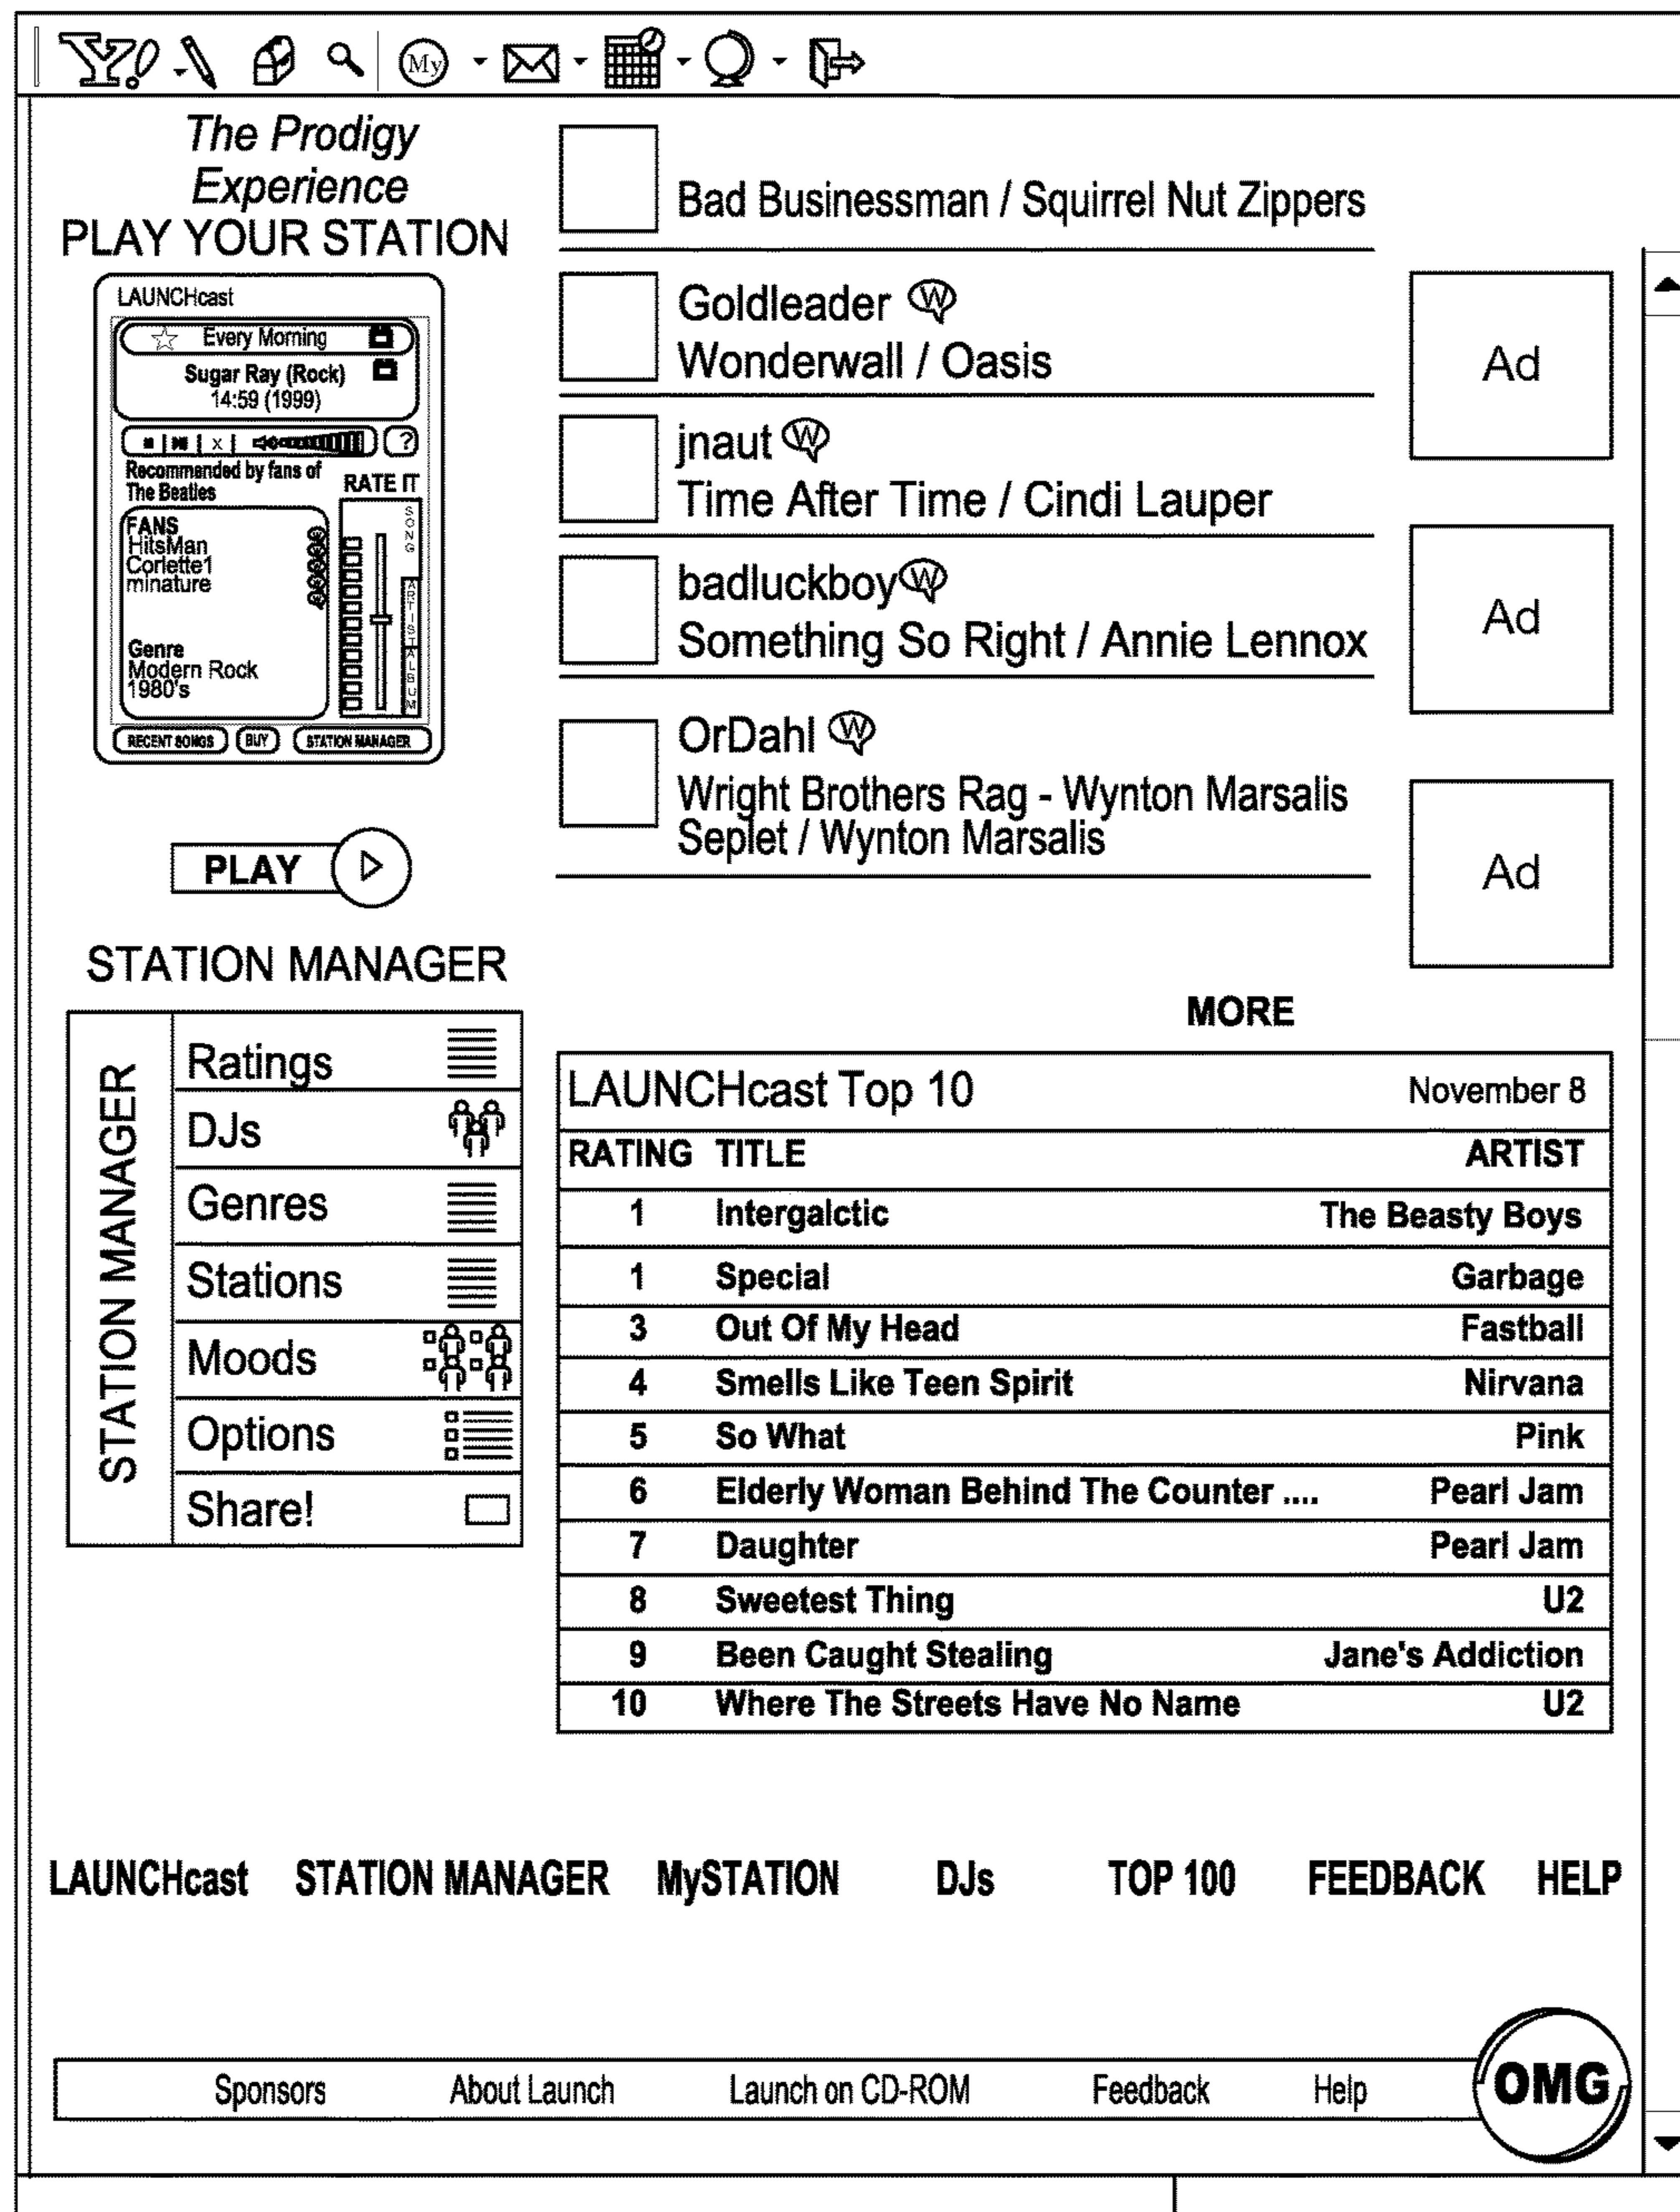 Y!
My
The Prodigy
Experience
PLAY YOUR STATION
LAUNCHcast
Every Morning
Sugar Ray (Rock)
14:59 (1999)
x
?
Recommended by fans of
The Beatles
RATE IT
FANS
HitsMan
Corlette1
minature
Genre
Modern Rock
1980's
SONG
ARTIST
ALBUM
RECENT SONGS
BUY
STATION MANAGER
PLAY
STATION MANAGER
STATION MANAGER
Ratings
DJs
Genres
Stations
Moods
Options
Share!
Bad Businessman / Squirrel Nut Zippers
Goldleader W
Wonderwall / Oasis
jnaut W
Time After Time / Cindi Lauper
badluckboy W
Something So Right / Annie Lennox
OrDahl W
Wright Brothers Rag - Wynton Marsalis
Seplet / Wynton Marsalis
Ad
Ad
Ad
MORE
LAUNCHcast Top 10 November 8
RATING TITLE ARTIST
1 Intergalctic The Beasty Boys
1 Special Garbage
3 Out Of My Head Fastball
4 Smells Like Teen Spirit Nirvana
5 So What Pink
6 Elderly Woman Behind The Counter .... Pearl Jam
7 Daughter Pearl Jam
8 Sweetest Thing U2
9 Been Caught Stealing Jane's Addiction
10 Where The Streets Have No Name U2
LAUNCHcast STATION MANAGER MySTATION DJs TOP 100 FEEDBACK HELP
Sponsors About Launch Launch on CD-ROM Feedback Help
OMG